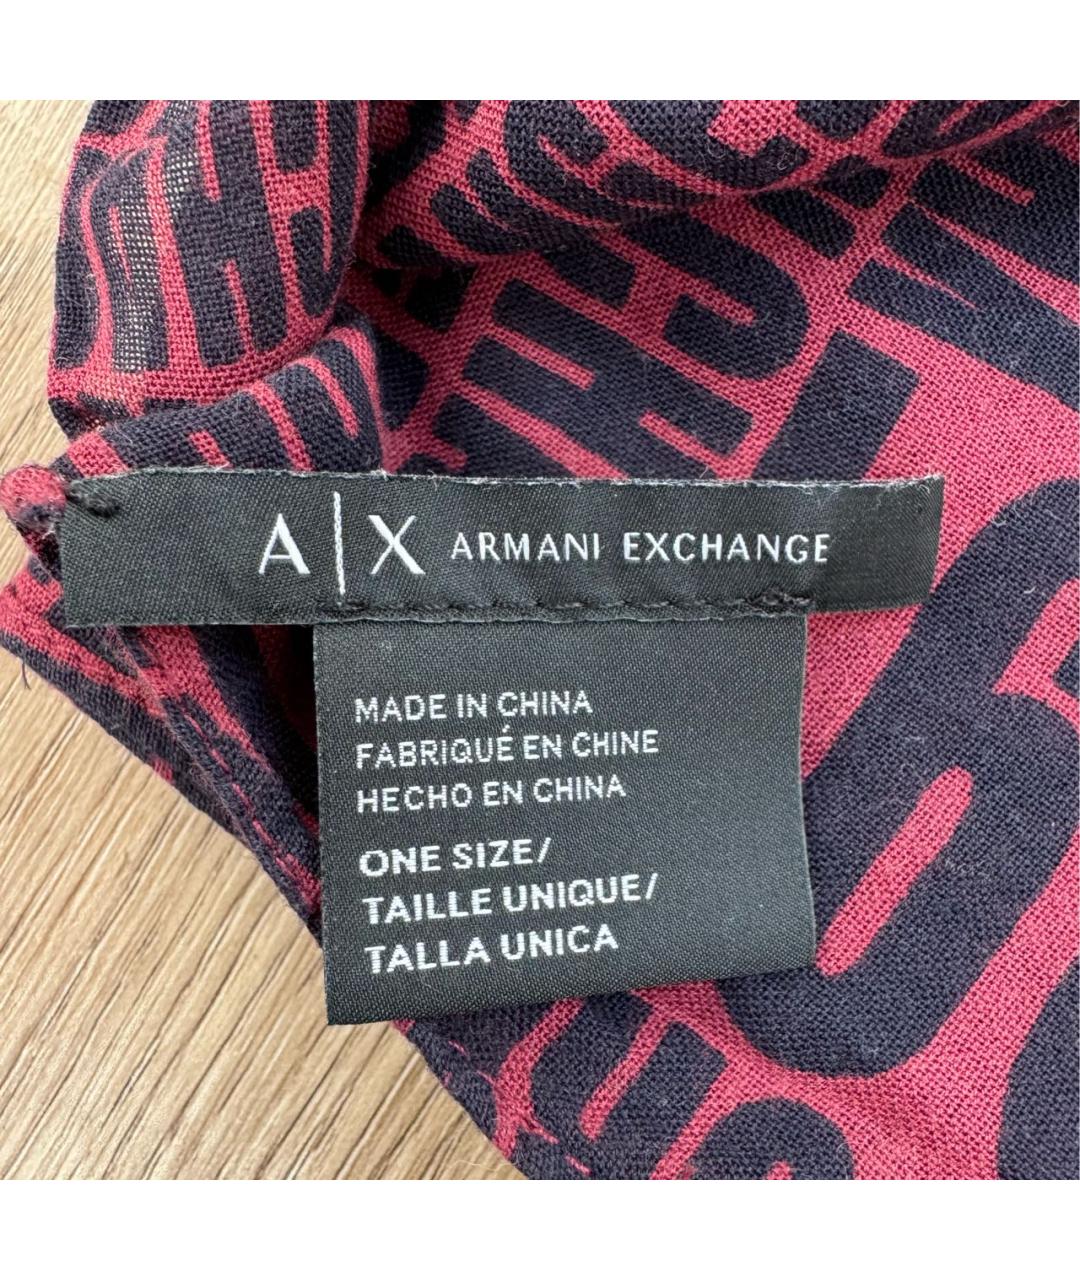 A|X ARMANI EXCHANGE
MADE IN CHINA
FABRIQUÉ EN CHINE
HECHO EN CHINA
ONE SIZE/
TAILLE UNIQUE/
TALLA UNICA